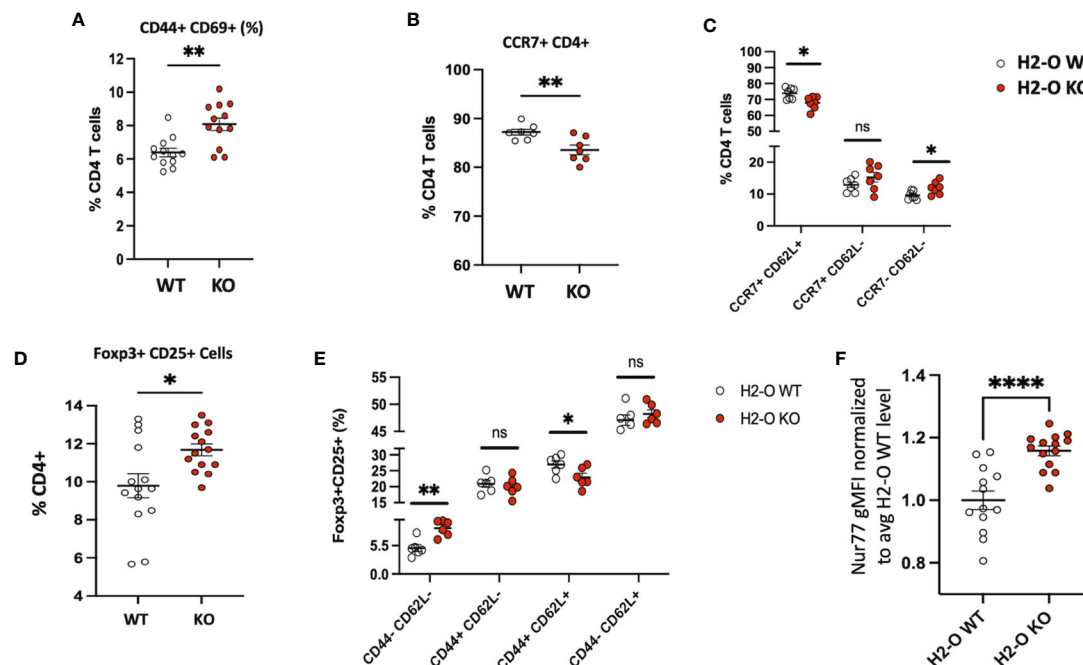 A
CD44+ CD69+ (%)
**
% CD4 T cells
12
10
8
6
4
2
0
WT KO
B
CCR7+ CD4+
**
% CD4 T cells
100
90
80
70
60
WT KO
C
* ns *
% CD4 T cells
100
90
80
70
60
50
20
10
0
CCR7+ CD62L+
CCR7+ CD62L-
CCR7- CD62L-
H2-O W
H2-O KO
D
Foxp3+ CD25+ Cells
*
% CD4+
14
12
10
8
6
4
WT KO
E
** ns * ns
Foxp3+CD25+ (%)
55
50
45
30
25
20
15
10
5.5
0.0
CD44- CD62L-
CD44+ CD62L-
CD44+ CD62L+
CD44- CD62L+
H2-O WT
H2-O KO
F
****
Nur77 gMFI normalized
to avg H2-O WT level
1.4
1.2
1.0
0.8
H2-O WT
H2-O KO